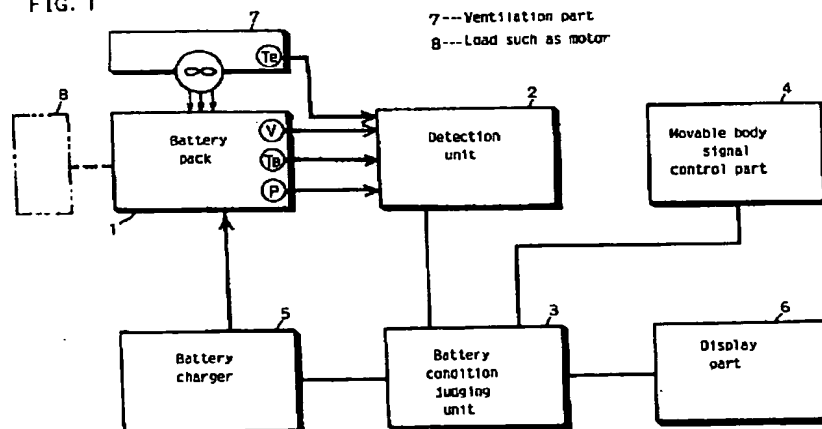 FIG. 1
7---Ventilation part
8---Load such as motor
7
Te
8
Battery
pack
V
TB
P
1
2
Detection
unit
4
Movable body
signal
control part
5
Battery
charger
3
Battery
condition
judging
unit
6
Display
part